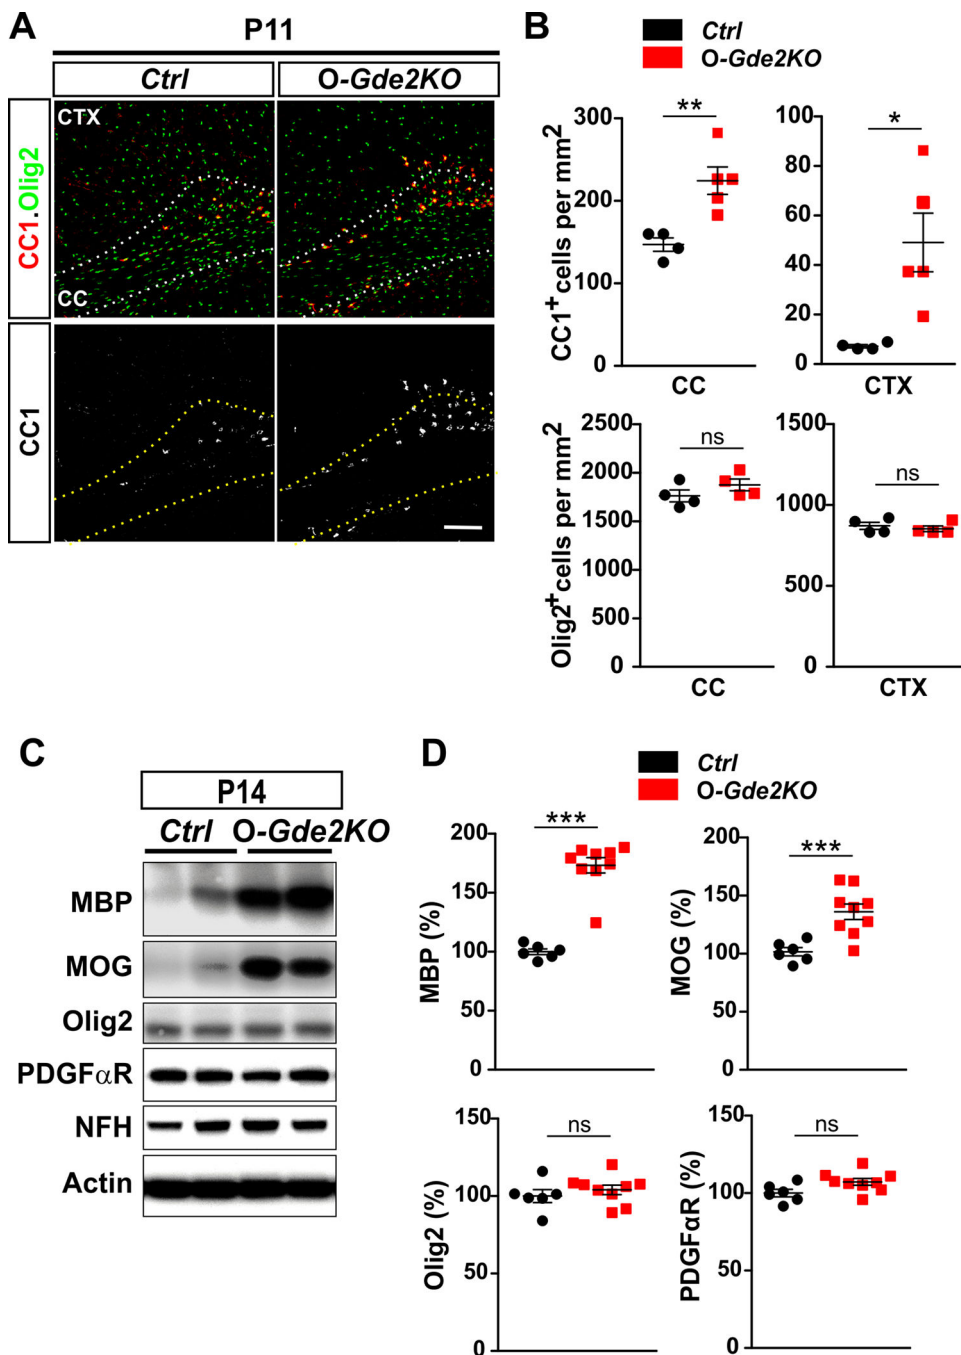 A
P11
Ctrl
O-Gde2KO
CC1.Olig2
CTX
CC
CC1
B
Ctrl
O-Gde2KO
CC1+ cells per mm2
300
200
100
0
**
CC
100
80
60
40
20
0
*
CTX
Olig2+ cells per mm2
2500
2000
1500
1000
500
0
ns
CC
1500
1000
500
0
ns
CTX
C
P14
Ctrl O-Gde2KO
MBP
MOG
Olig2
PDGFαR
NFH
Actin
D
Ctrl
O-Gde2KO
MBP (%)
200
150
100
50
0
***
MOG (%)
200
150
100
50
0
***
Olig2 (%)
150
100
50
0
ns
PDGFαR (%)
150
100
50
0
ns